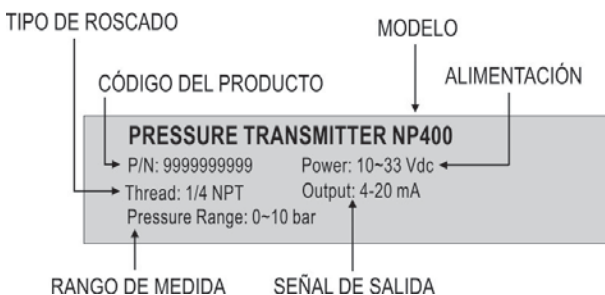 TIPO DE ROSCADO
MODELO
CÓDIGO DEL PRODUCTO
ALIMENTACIÓN
PRESSURE TRANSMITTER NP400
P/N: 9999999999 Power: 10~33 Vdc
Thread: 1/4 NPT Output: 4-20 mA
Pressure Range: 0~10 bar
RANGO DE MEDIDA SEÑAL DE SALIDA